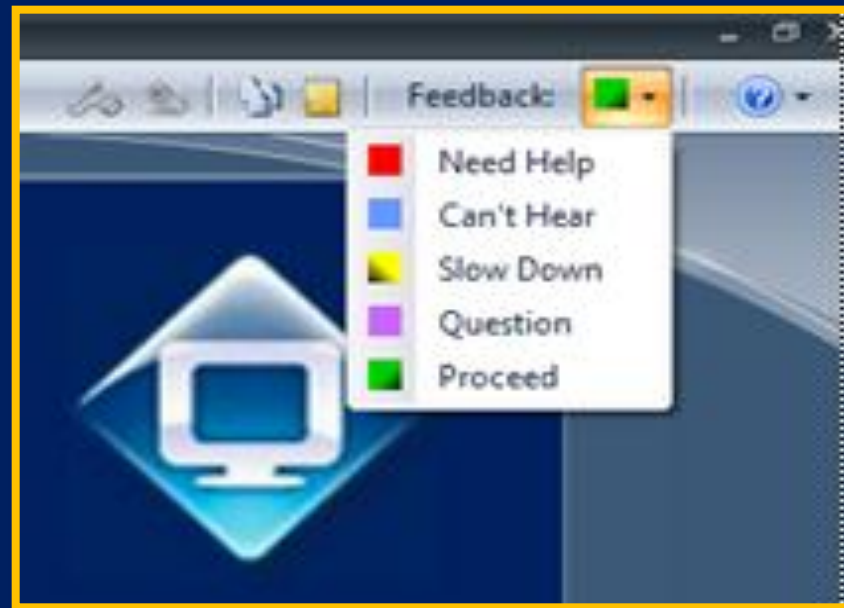 Feedback:
Need Help
Can't Hear
Slow Down
Question
Proceed